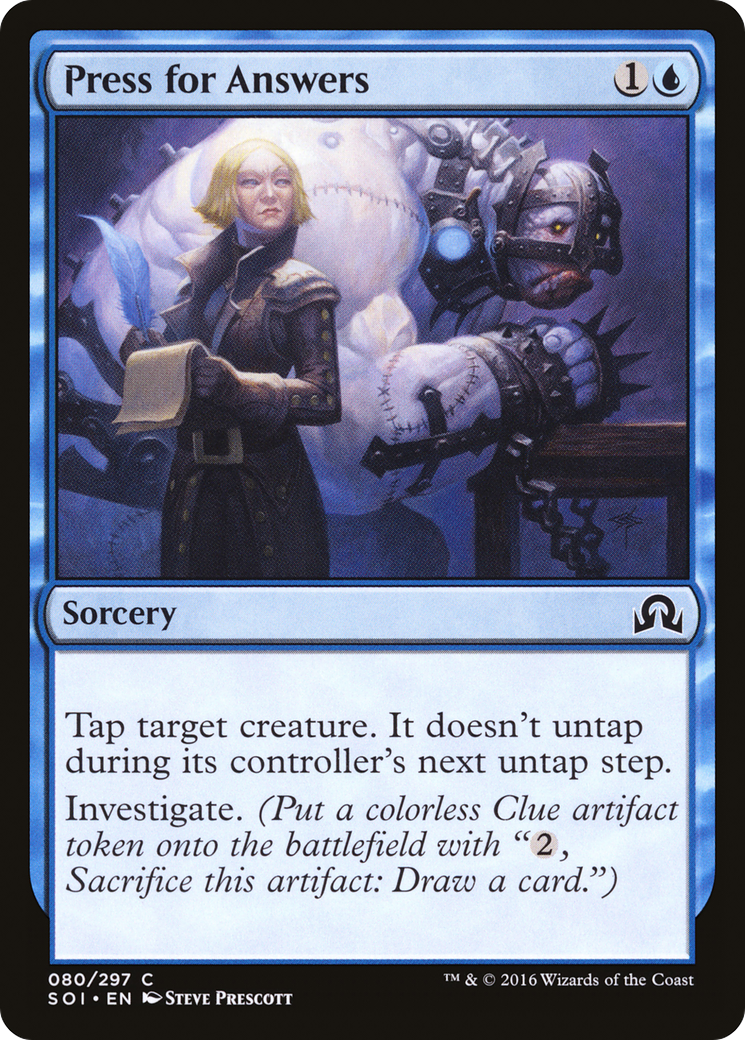 Press for Answers 1
Sorcery
Tap target creature. It doesn't untap
during its controller's next untap step.
Investigate. (Put a colorless Clue artifact
token onto the battlefield with “2,
Sacrifice this artifact: Draw a card.”)
080/297 C
™ & © 2016 Wizards of the Coast
SOI • EN Steve Prescott